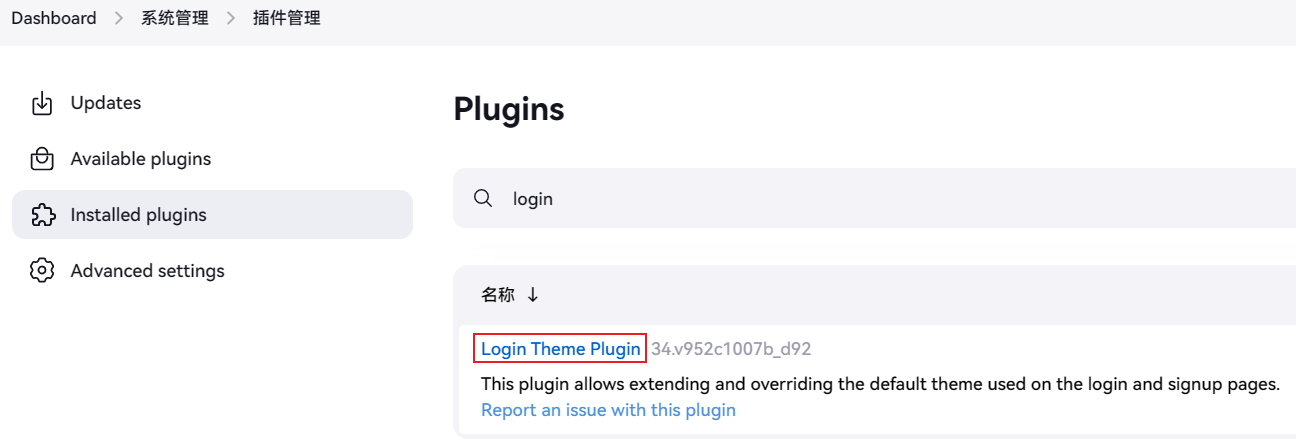 Dashboard > 系统管理 > 插件管理
Updates
Available plugins
Installed plugins
Advanced settings
Plugins
login
名称 ↓
Login Theme Plugin 34.v952c1007b_d92
This plugin allows extending and overriding the default theme used on the login and signup pages.
Report an issue with this plugin